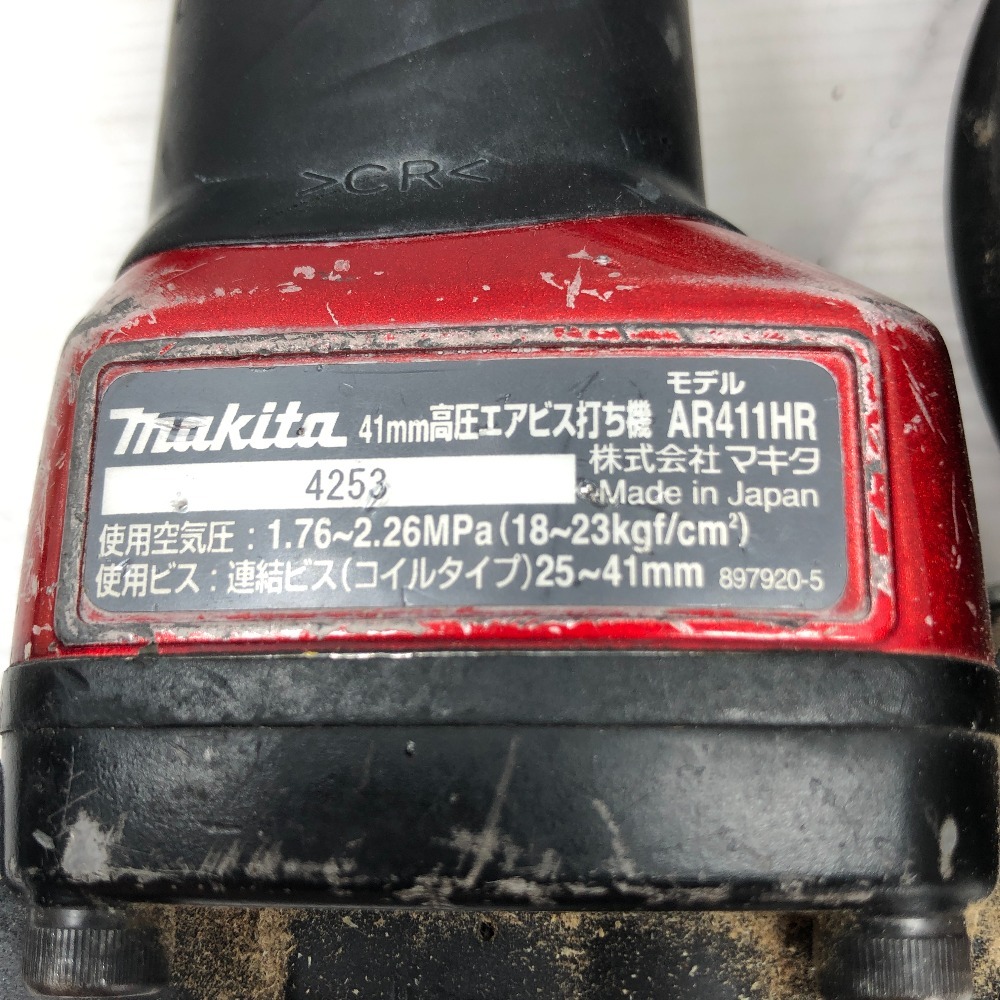 >CR<
モデル
makita 41mm高圧エアビス打ち機 AR411HR
株式会社マキタ
4253
Made in Japan
使用空気圧:1.76~2.26MPa(18~23kgf/cm²)
使用ビス:連結ビス(コイルタイプ)25~41mm 897920-5